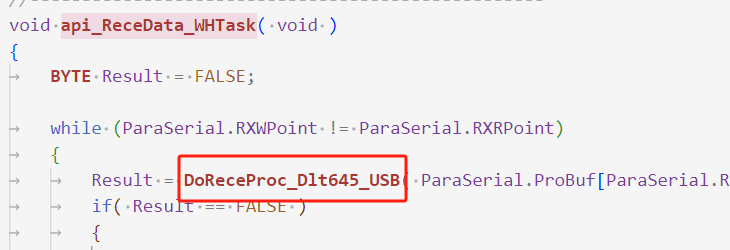 //--------------------------------------------------
void api_ReceData_WHTask( void )
{
BYTE Result = FALSE;
while (ParaSerial.RXWPoint != ParaSerial.RXRPoint)
{
Result = DoReceProc_Dlt645_USB( ParaSerial.ProBuf[ParaSerial.R
if( Result == FALSE )
{